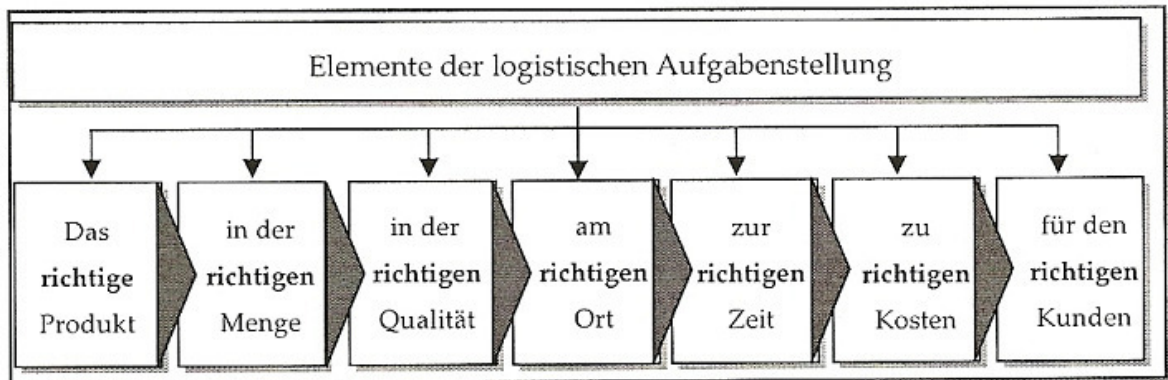 Elemente der logistischen Aufgabenstellung
Das
richtige
Produkt
in der
richtigen
Menge
in der
richtigen
Qualität
am
richtigen
Ort
zur
richtigen
Zeit
zu
richtigen
Kosten
für den
richtigen
Kunden